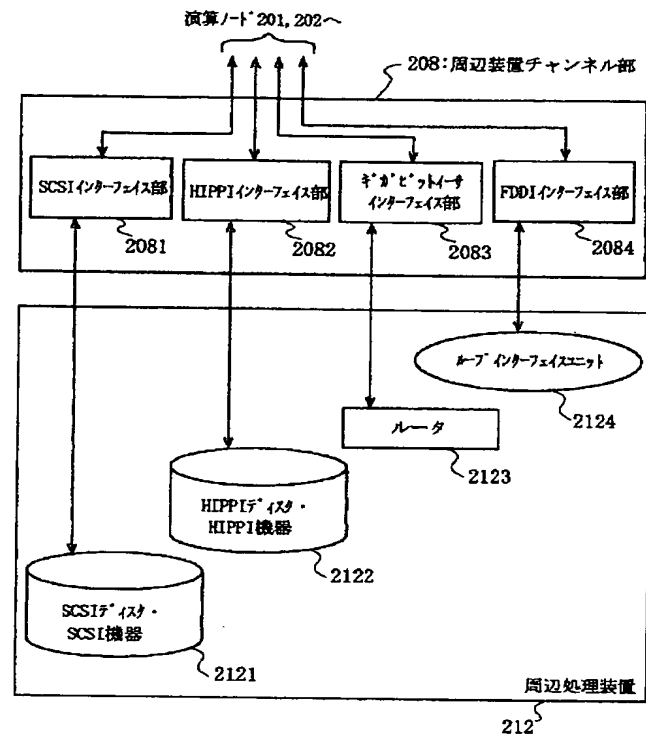 演算ノード201,202へ
208:周辺装置チャンネル部
SCSIインターフェイス部
HIPPIインターフェイス部
ギガビットイーサ
インターフェイス部
FDDIインターフェイス部
2081
2082
2083
2084
ループインターフェイスユニット
2124
ルータ
2123
HIPPIディスク・
HIPPI機器
2122
SCSIディスク・
SCSI機器
2121
周辺処理装置
212